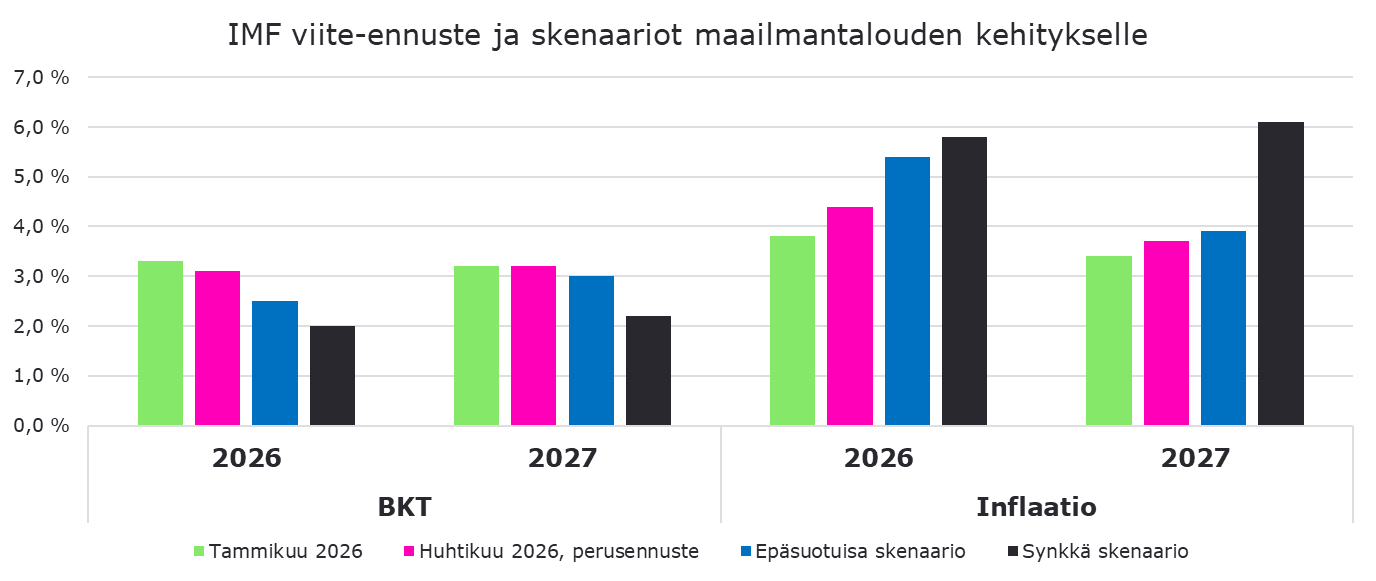 IMF viite-ennuste ja skenaariot maailmantalouden kehitykselle
7,0 %
6,0 %
5,0 %
4,0 %
3,0 %
2,0 %
1,0 %
0,0 %
2026 2027 2026 2027
BKT Inflaatio
Tammikuu 2026 Huhtikuu 2026, perusennuste Epäsuotuisa skenaario Synkkä skenaario